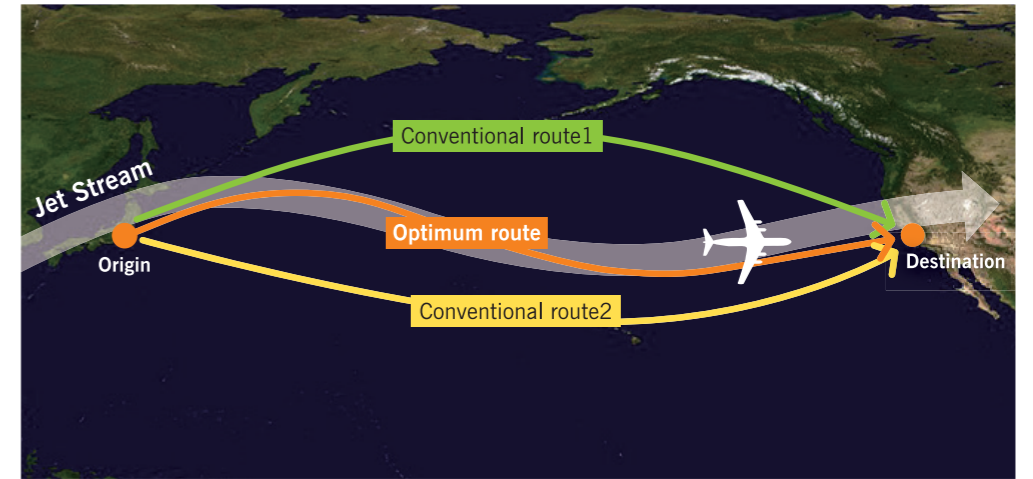 Conventional route1
Jet Stream
Optimum route
Origin
Destination
Conventional route2